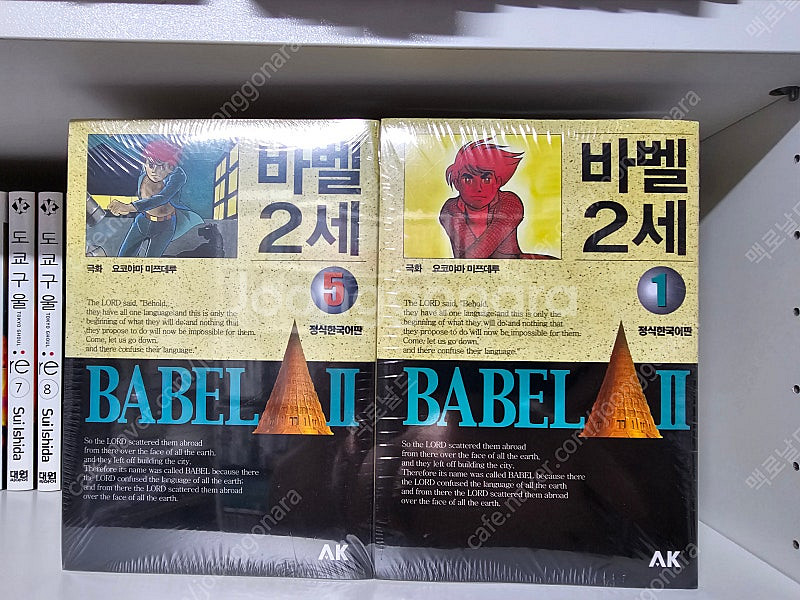 바벨
2세
극화 요코야마 미쯔데루
5
정식한국어판
The LORD said, "Behold,
they have all one language:and this is only the
beginning of what they will do:and nothing that
they propose to do will now be impossible for them.
Come, let us go down,
and there confuse their language."
BABEL II
So the LORD scattered them abroad
from there over the face of all the earth,
and they left off building the city.
Therefore its name was called BABEL because there
the LORD confused the language of all the earth:
and from there the LORD scattered them abroad
over the face of all the earth.
AK
바벨
2세
극화 요코야마 미쯔데루
1
정식한국어판
The LORD said, "Behold,
they have all one language:and this is only the
beginning of what they will do:and nothing that
they propose to do will now be impossible for them.
Come, let us go down,
and there confuse their language."
BABEL II
So the LORD scattered them abroad
from there over the face of all the earth,
and they left off building the city.
Therefore its name was called BABEL because there
the LORD confused the language of all the earth
and from there the LORD scattered them abroad
over the face of all the earth.
AK
도쿄구울
TOKYO GHOUL
:re
7
Sui Ishida
대원
도쿄구울
TOKYO GHOUL
:re
8
Sui Ishida
대원
joonggonara